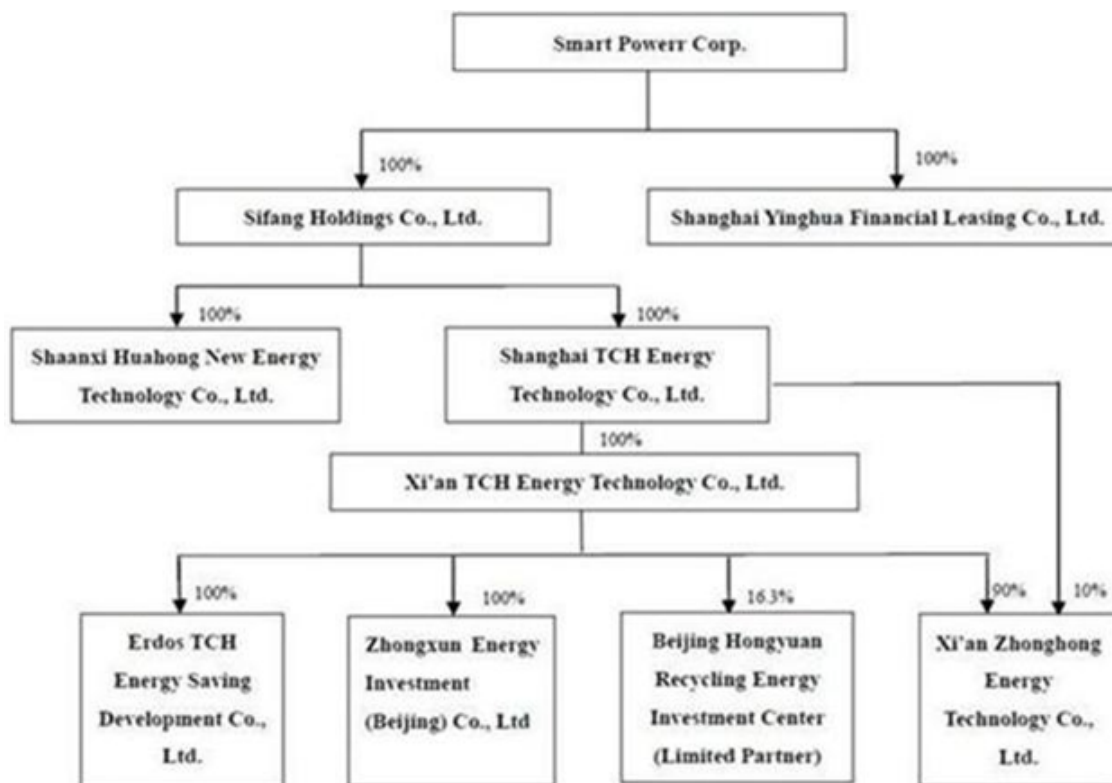 Smart Powerr Corp.
100%
100%
Sifang Holdings Co., Ltd.
Shanghai Yinghua Financial Leasing Co., Ltd.
100%
100%
Shaanxi Huahong New Energy
Technology Co., Ltd.
Shanghai TCH Energy
Technology Co., Ltd.
100%
Xi'an TCH Energy Technology Co., Ltd.
100%
100%
16.3%
90%
10%
Erdos TCH
Energy Saving
Development Co.,
Ltd.
Zhongxun Energy
Investment
(Beijing) Co., Ltd
Beijing Hongyuan
Recycling Energy
Investment Center
(Limited Partner)
Xi'an Zhonghong
Energy
Technology Co.,
Ltd.